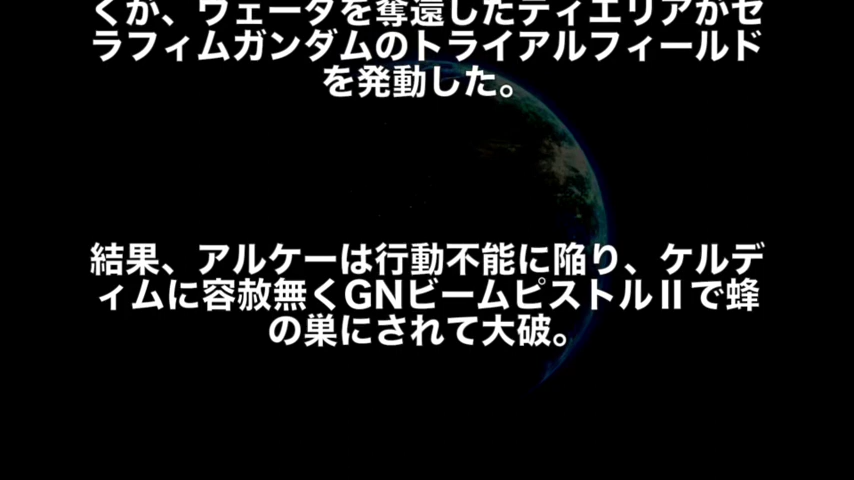 くが、ヴェーダを奪還したティエリアがセ
ラフィムガンダムのトライアルフィールド
を発動した。
結果、アルケーは行動不能に陥り、ケルデ
ィムに容赦無くGNビームピストルⅡで蜂
の巣にされて大破。